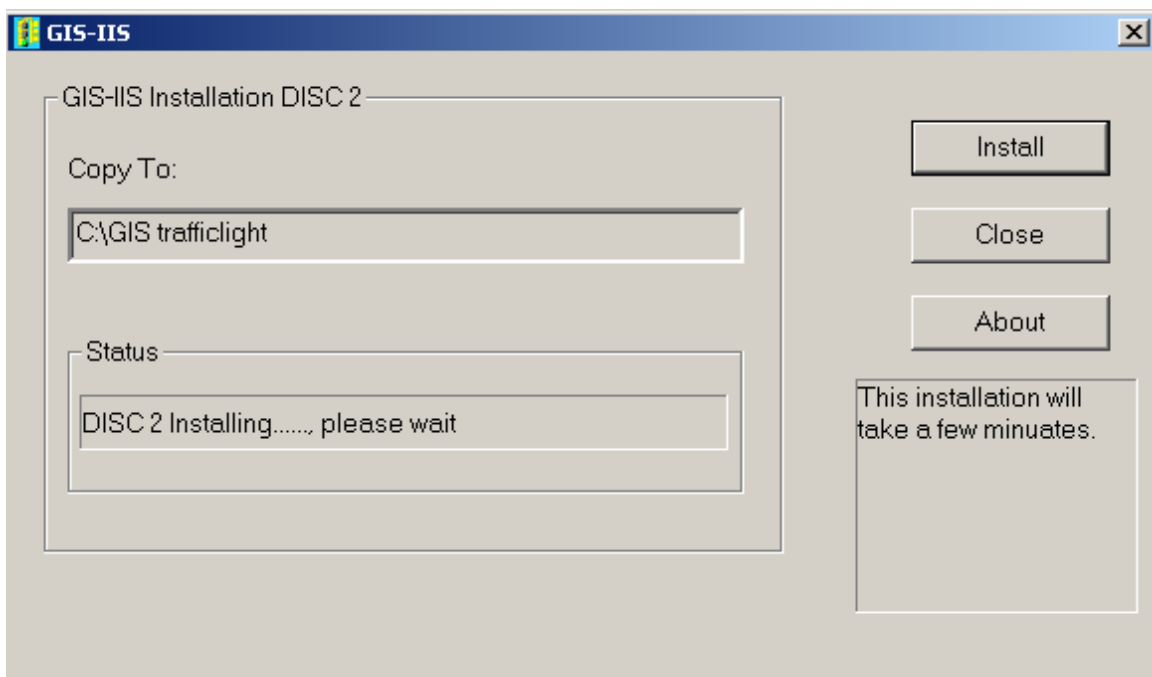 GIS-IIS
GIS-IIS Installation DISC 2
Copy To:
C:\GIS trafficlight
Status
DISC 2 Installing......, please wait
Install
Close
About
This installation will
take a few minuates.